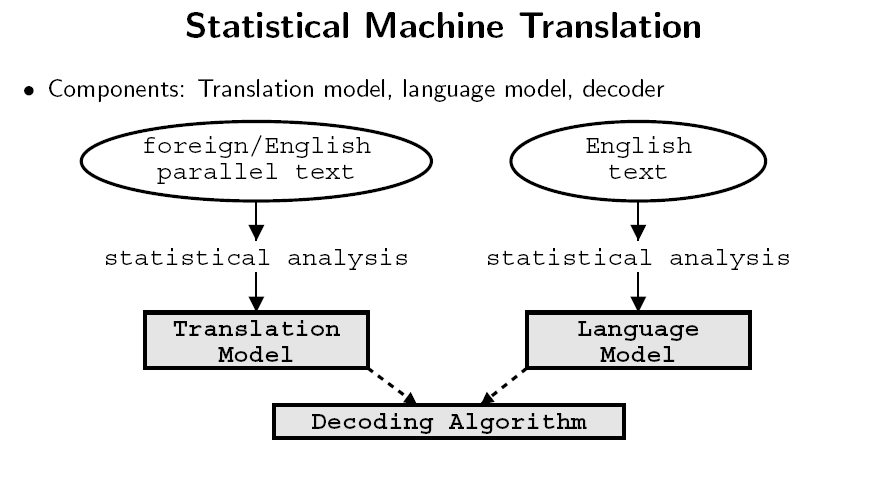 Statistical Machine Translation
• Components: Translation model, language model, decoder
foreign/English
parallel text
English
text
statistical analysis
statistical analysis
Translation
Model
Language
Model
Decoding Algorithm